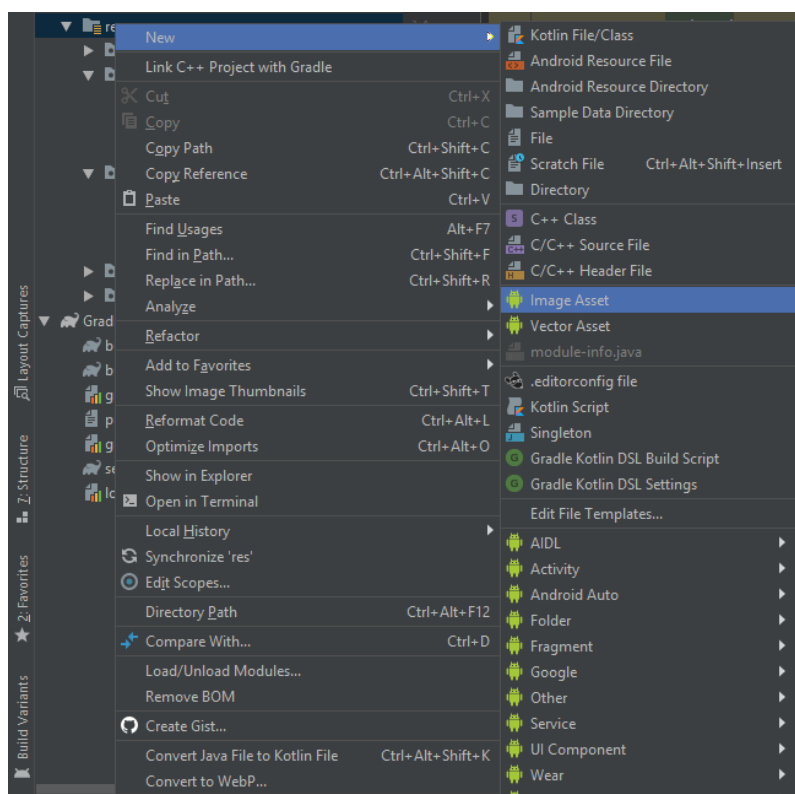 re
New
Link C++ Project with Gradle
Cut Ctrl+X
Copy Ctrl+C
Copy Path Ctrl+Shift+C
Copy Reference Ctrl+Alt+Shift+C
Paste Ctrl+V
Find Usages Alt+F7
Find in Path... Ctrl+Shift+F
Replace in Path... Ctrl+Shift+R
Analyze
Refactor
Add to Favorites
Show Image Thumbnails Ctrl+Shift+T
Reformat Code Ctrl+Alt+L
Optimize Imports Ctrl+Alt+O
Show in Explorer
Open in Terminal
Local History
Synchronize 'res'
Edit Scopes...
Directory Path Ctrl+Alt+F12
Compare With... Ctrl+D
Load/Unload Modules...
Remove BOM
Create Gist...
Convert Java File to Kotlin File Ctrl+Alt+Shift+K
Convert to WebP...
Kotlin File/Class
Android Resource File
Android Resource Directory
Sample Data Directory
File
Scratch File Ctrl+Alt+Shift+Insert
Directory
C++ Class
C/C++ Source File
C/C++ Header File
Image Asset
Vector Asset
module-info.java
.editorconfig file
Kotlin Script
Singleton
Gradle Kotlin DSL Build Script
Gradle Kotlin DSL Settings
Edit File Templates...
AIDL
Activity
Android Auto
Folder
Fragment
Google
Other
Service
UI Component
Wear
Grad
b
b
g
p
g
se
lc
Layout Captures
7: Structure
2: Favorites
Build Variants